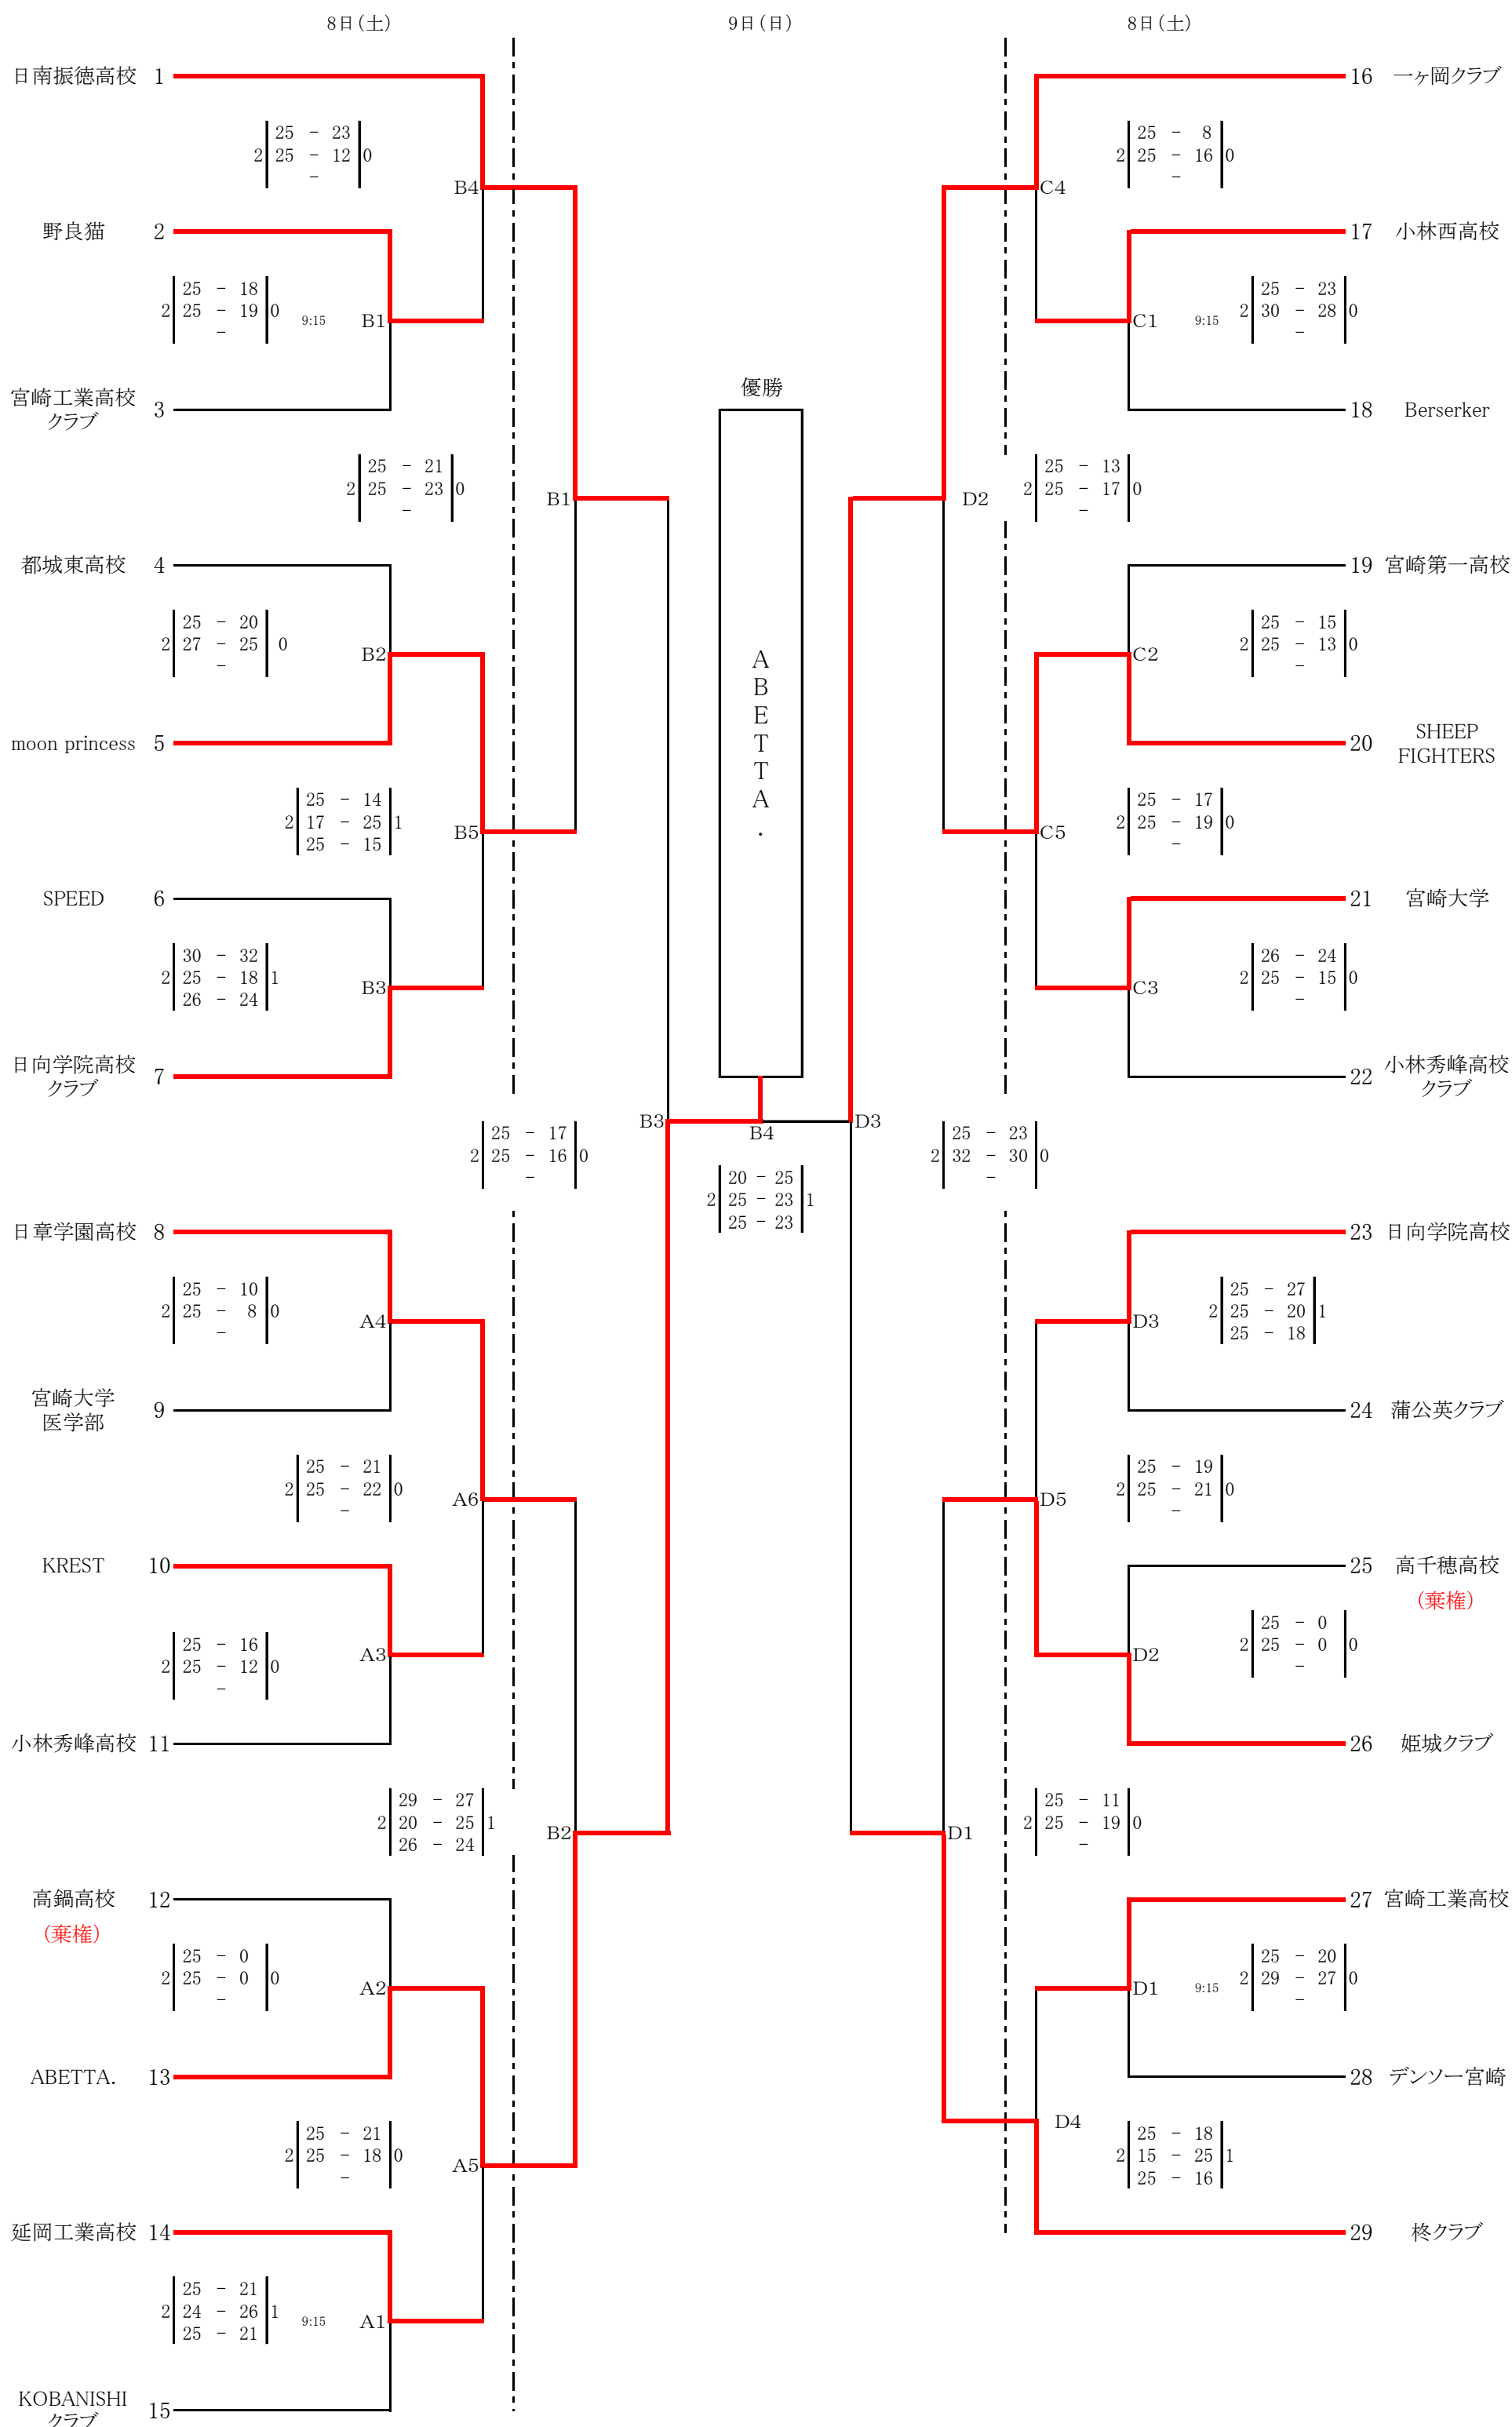 8日（土）
9日（日）
8日（土）
日南振徳高校 1
16 一ヶ岡クラブ
25 － 23
2 25 － 12 0
－
B4
25 － 8
2 25 － 16 0
－
C4
野良猫 2
17 小林西高校
25 － 18
2 25 － 19 0
－
9:15 B1
25 － 23
2 30 － 28 0
－
C1 9:15
宮崎工業高校
クラブ
3
18 Berserker
優勝
25 － 21
2 25 － 23 0
－
B1
D2
25 － 13
2 25 － 17 0
－
都城東高校 4
19 宮崎第一高校
25 － 20
2 27 － 25 0
－
B2
C2
25 － 15
2 25 － 13 0
－
ABETTA.
moon princess 5
20 SHEEP
FIGHTERS
25 － 14
2 17 － 25 1
25 － 15
B5
C5
25 － 17
2 25 － 19 0
－
SPEED 6
21 宮崎大学
30 － 32
2 25 － 18 1
26 － 24
B3
C3
26 － 24
2 25 － 15 0
－
日向学院高校
クラブ
7
22 小林秀峰高校
クラブ
25 － 17
2 25 － 16 0
－
B3
B4
D3
25 － 23
2 32 － 30 0
－
20 － 25
2 25 － 23 1
25 － 23
日章学園高校 8
23 日向学院高校
25 － 10
2 25 － 8 0
－
A4
D3
25 － 27
2 25 － 20 1
25 － 18
宮崎大学
医学部
9
24 蒲公英クラブ
25 － 21
2 25 － 22 0
－
A6
D5
25 － 19
2 25 － 21 0
－
KREST 10
25 高千穂高校
（棄権）
25 － 16
2 25 － 12 0
－
A3
D2
25 － 0
2 25 － 0 0
－
小林秀峰高校 11
26 姫城クラブ
29 － 27
2 20 － 25 1
26 － 24
B2
D1
25 － 11
2 25 － 19 0
－
高鍋高校 12
（棄権）
27 宮崎工業高校
25 － 0
2 25 － 0 0
－
A2
D1 9:15
25 － 20
2 29 － 27 0
－
ABETTA. 13
28 デンソー宮崎
25 － 21
2 25 － 18 0
－
A5
D4
25 － 18
2 15 － 25 1
25 － 16
延岡工業高校 14
29 柊クラブ
25 － 21
2 24 － 26 1
25 － 21
9:15 A1
KOBANISHI
クラブ
15